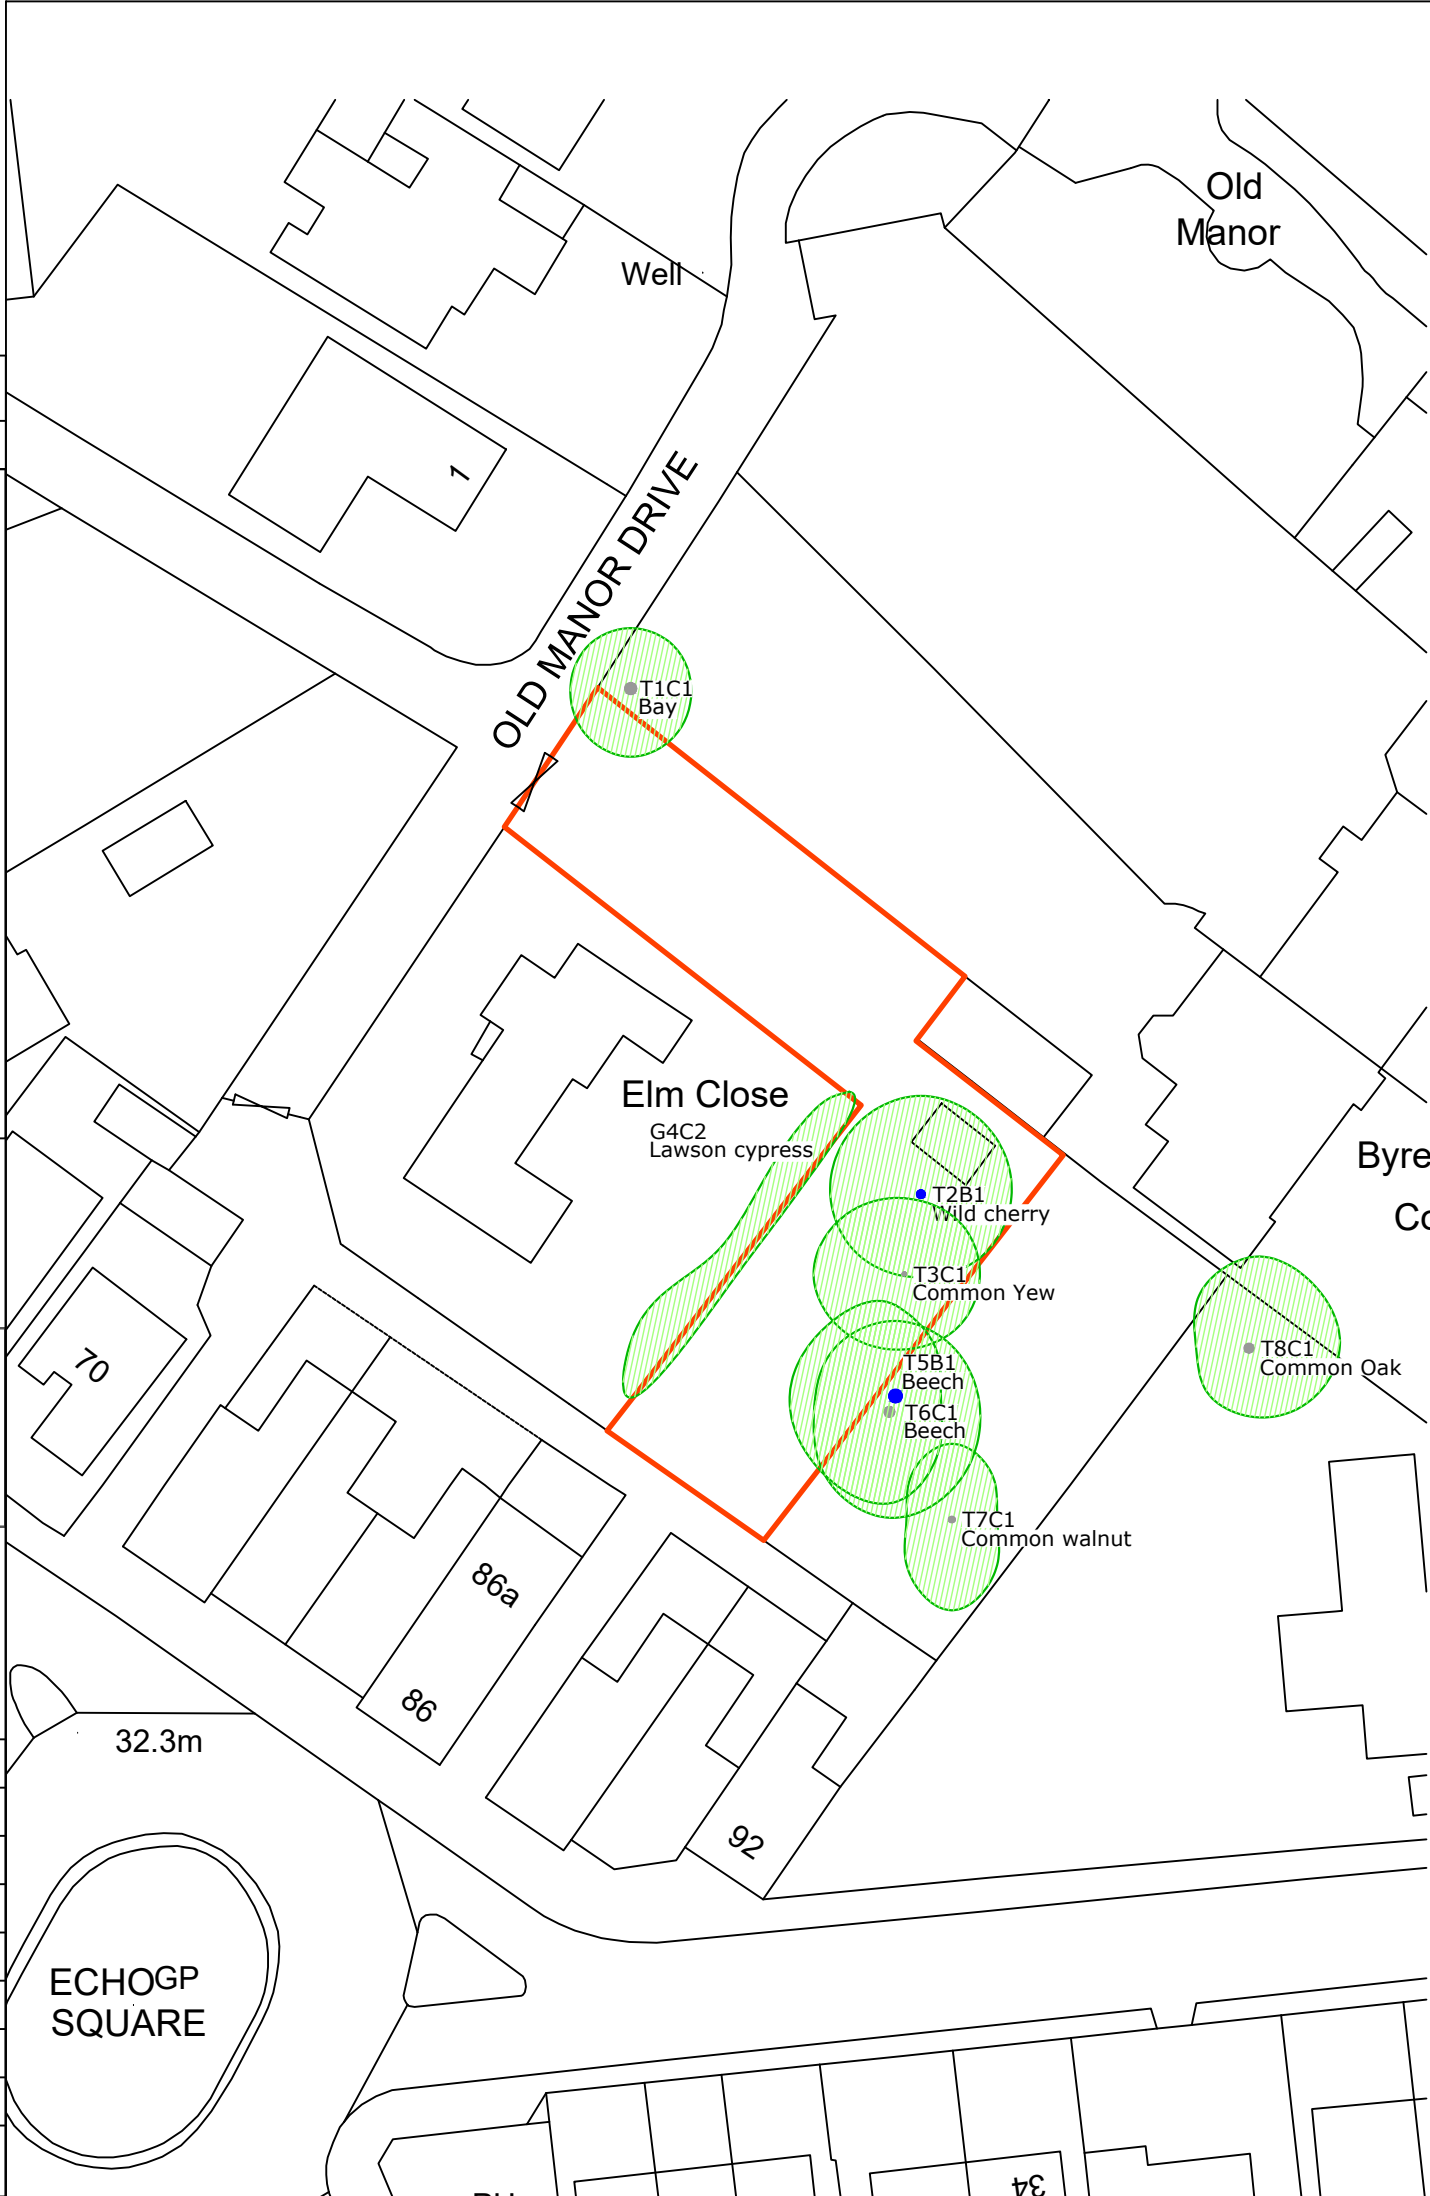 Old
Manor
Well
1
OLD MANOR DRIVE
T1C1
Bay
Elm Close
G4C2
Lawson cypress
Byre
T2B1
Wild cherry
T3C1
Common Yew
T8C1
Common Oak
70
T5B1
Beech
T6C1
Beech
T7C1
Common walnut
86a
86
32.3m
92
ECHO GP
SQUARE
34